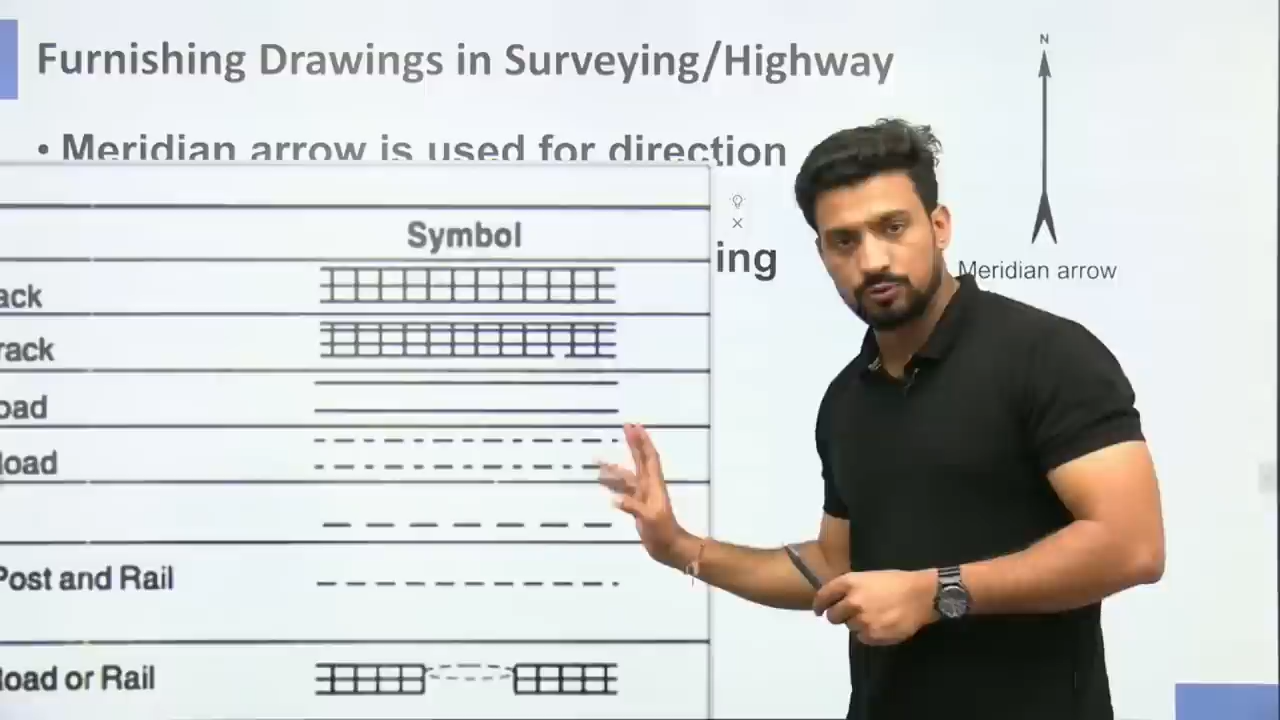 Furnishing Drawings in Surveying/Highway
N
• Meridian arrow is used for direction
Symbol
ing
Meridian arrow
ack
rack
oad
load
Post and Rail
load or Rail